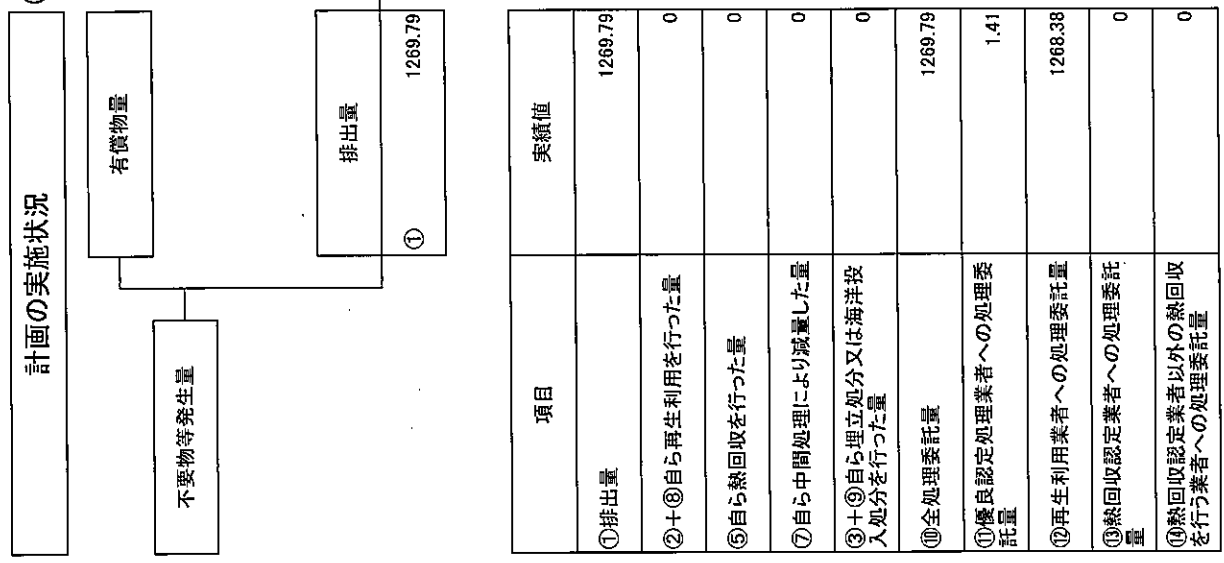 計画の実施状況
不要物等発生量
有償物量
排出量
① 1269.79
項目 実績値
①排出量 1269.79
②+⑧自ら再生利用を行った量 0
⑤自ら熱回収を行った量 0
⑦自ら中間処理により減量した量 0
③+⑨自ら埋立処分又は海洋投
入処分を行った量 0
⑩全処理委託量 1269.79
⑪優良認定処理業者への処理委
託量 1.41
⑫再生利用業者への処理委託量 1268.38
⑬熱回収認定業者への処理委託
量 0
⑭熱回収認定業者以外の熱回収
を行う業者への処理委託量 0